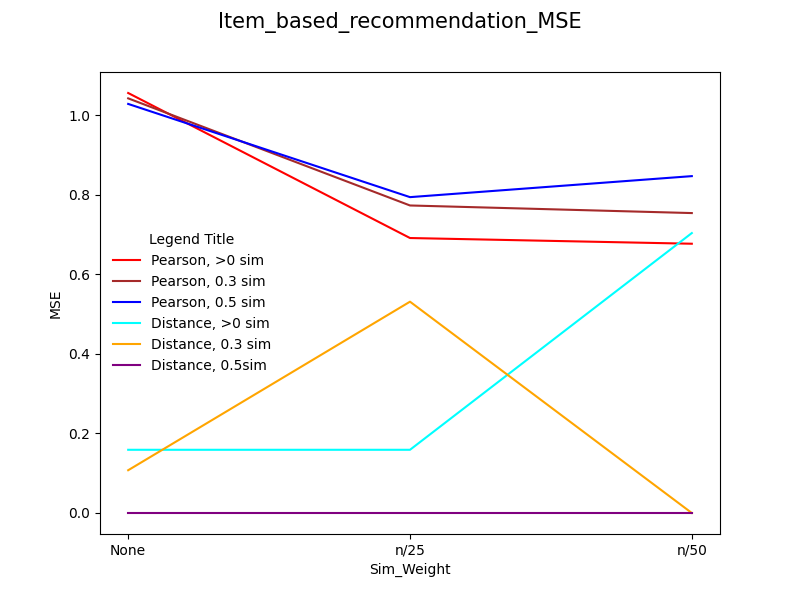 Item_based_recommendation_MSE
1.0
0.8
0.6
0.4
0.2
0.0
MSE
Legend Title
Pearson, >0 sim
Pearson, 0.3 sim
Pearson, 0.5 sim
Distance, >0 sim
Distance, 0.3 sim
Distance, 0.5sim
None
n/25
n/50
Sim_Weight